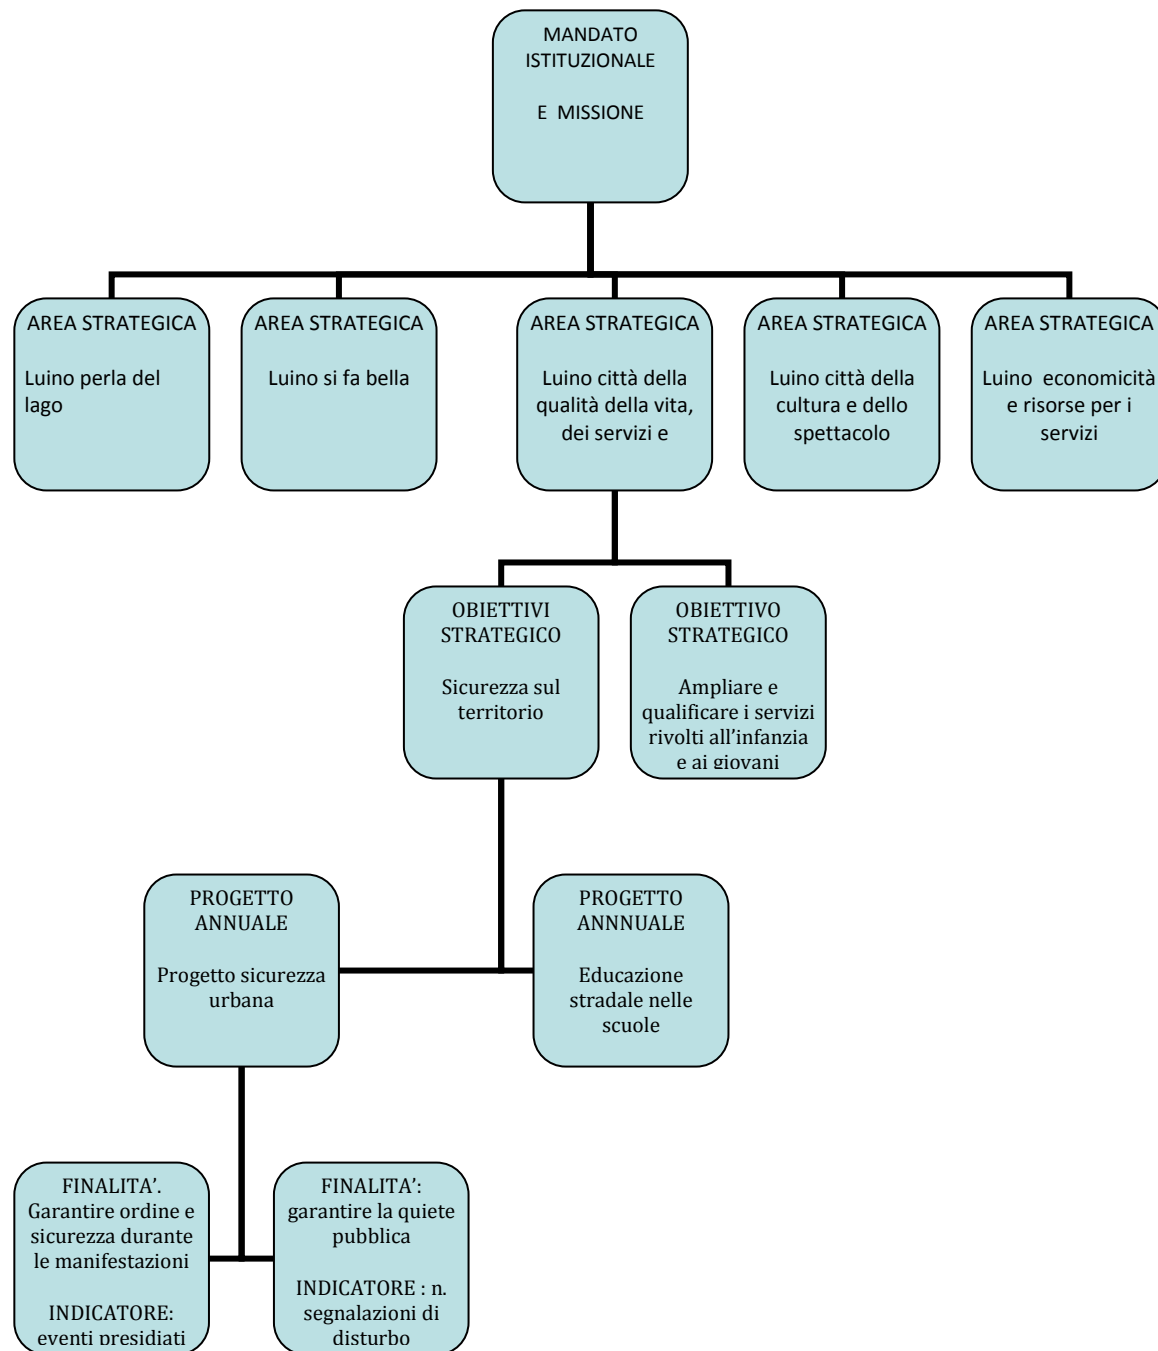 MANDATO
ISTITUZIONALE
E MISSIONE
AREA STRATEGICA
Luino perla del
lago
AREA STRATEGICA
Luino si fa bella
AREA STRATEGICA
Luino città della
qualità della vita,
dei servizi e
AREA STRATEGICA
Luino città della
cultura e dello
spettacolo
AREA STRATEGICA
Luino economicità
e risorse per i
servizi
OBIETTIVI
STRATEGICO
Sicurezza sul
territorio
OBIETTIVO
STRATEGICO
Ampliare e
qualificare i servizi
rivolti all’infanzia
e ai giovani
PROGETTO
ANNUALE
Progetto sicurezza
urbana
PROGETTO
ANNNUALE
Educazione
stradale nelle
scuole
FINALITA’.
Garantire ordine e
sicurezza durante
le manifestazioni
INDICATORE:
eventi presidiati
FINALITA’:
garantire la quiete
pubblica
INDICATORE : n.
segnalazioni di
disturbo